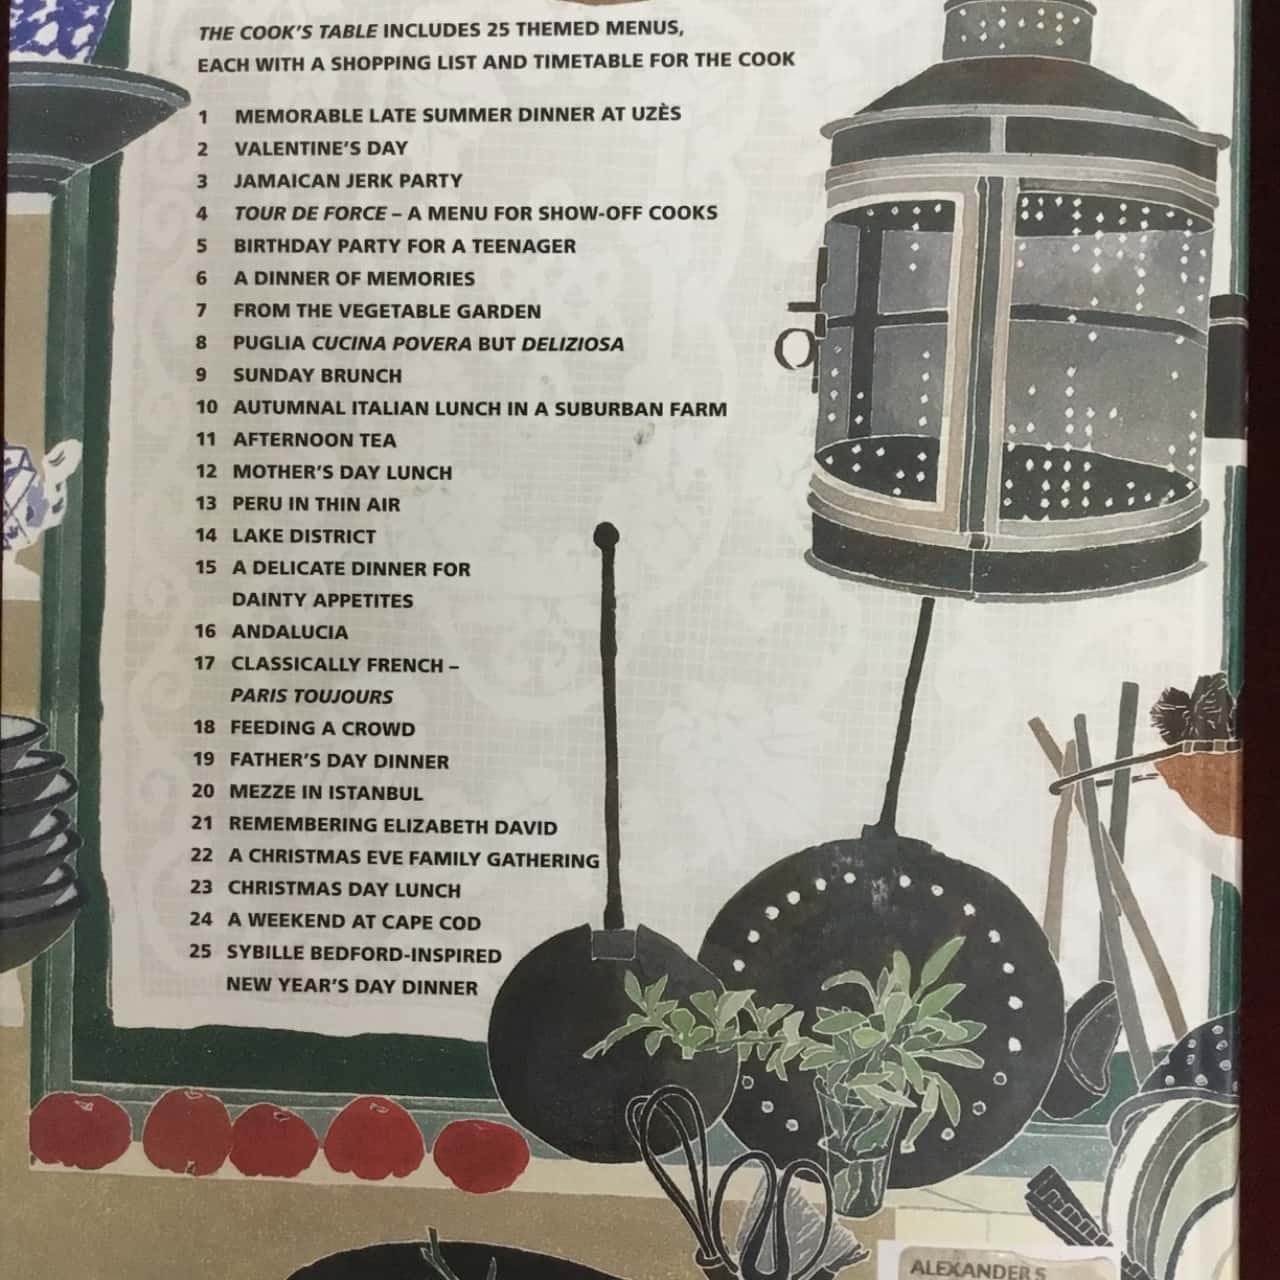 THE COOK'S TABLE INCLUDES 25 THEMED MENUS,
EACH WITH A SHOPPING LIST AND TIMETABLE FOR THE COOK
1 MEMORABLE LATE SUMMER DINNER AT UZÈS
2 VALENTINE'S DAY
3 JAMAICAN JERK PARTY
4 TOUR DE FORCE – A MENU FOR SHOW-OFF COOKS
5 BIRTHDAY PARTY FOR A TEENAGER
6 A DINNER OF MEMORIES
7 FROM THE VEGETABLE GARDEN
8 PUGLIA CUCINA POVERA BUT DELIZIOSA
9 SUNDAY BRUNCH
10 AUTUMNAL ITALIAN LUNCH IN A SUBURBAN FARM
11 AFTERNOON TEA
12 MOTHER'S DAY LUNCH
13 PERU IN THIN AIR
14 LAKE DISTRICT
15 A DELICATE DINNER FOR
DAINTY APPETITES
16 ANDALUCIA
17 CLASSICALLY FRENCH –
PARIS TOUJOURS
18 FEEDING A CROWD
19 FATHER'S DAY DINNER
20 MEZZE IN ISTANBUL
21 REMEMBERING ELIZABETH DAVID
22 A CHRISTMAS EVE FAMILY GATHERING
23 CHRISTMAS DAY LUNCH
24 A WEEKEND AT CAPE COD
25 SYBILLE BEDFORD-INSPIRED
NEW YEAR'S DAY DINNER
ALEXANDER S